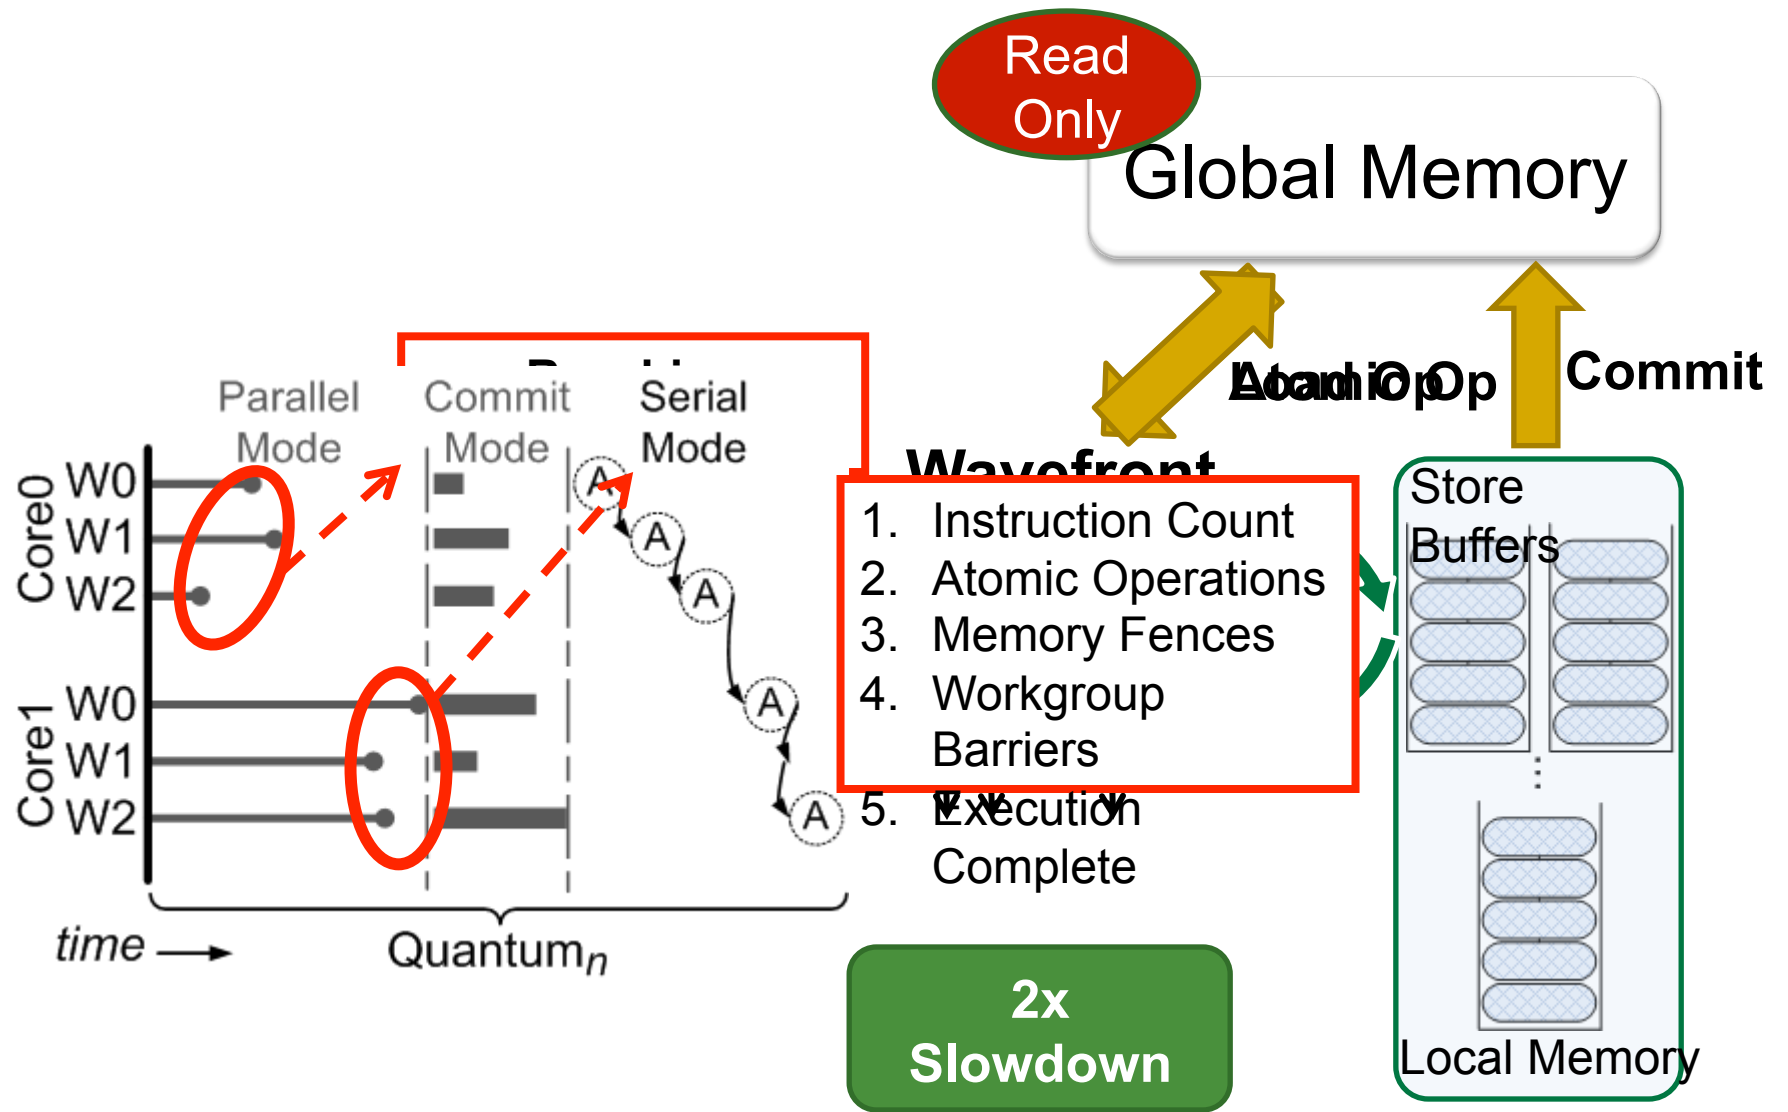 Read
Only
Global Memory
Commit
Parallel
Mode
Commit
Mode
Serial
Mode
Wavefront
Core0
W0
W1
W2
Core1
W0
W1
W2
A
A
A
A
A
time
Quantumn
1. Instruction Count
2. Atomic Operations
3. Memory Fences
4. Workgroup
Barriers
5. Execution
Complete
2x
Slowdown
Store
Buffers
Local Memory